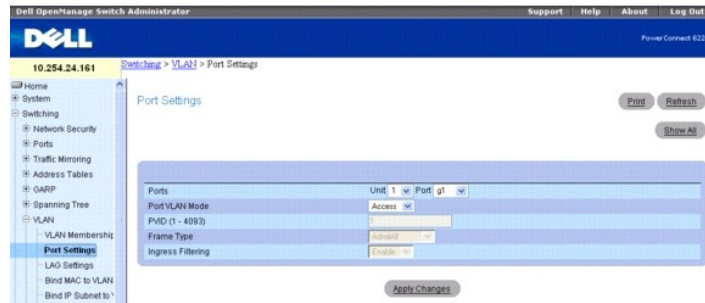 Dell OpenManage Switch Administrator
Support Help About Log Out
DELL
PowerConnect 622
10.254.24.161
Switching > VLAN > Port Settings
Home
System
Switching
Network Security
Ports
Traffic Mirroring
Address Tables
GARP
Spanning Tree
VLAN
VLAN Membership
Port Settings
LAG Settings
Bind MAC to VLAN
Bind IP Subnet to
Port Settings
Print Refresh
Show All
Ports Unit 1 Port g1
Port VLAN Mode Access
PVID (1 - 4093) 1
Frame Type AdmitAll
Ingress Filtering Enable
Apply Changes